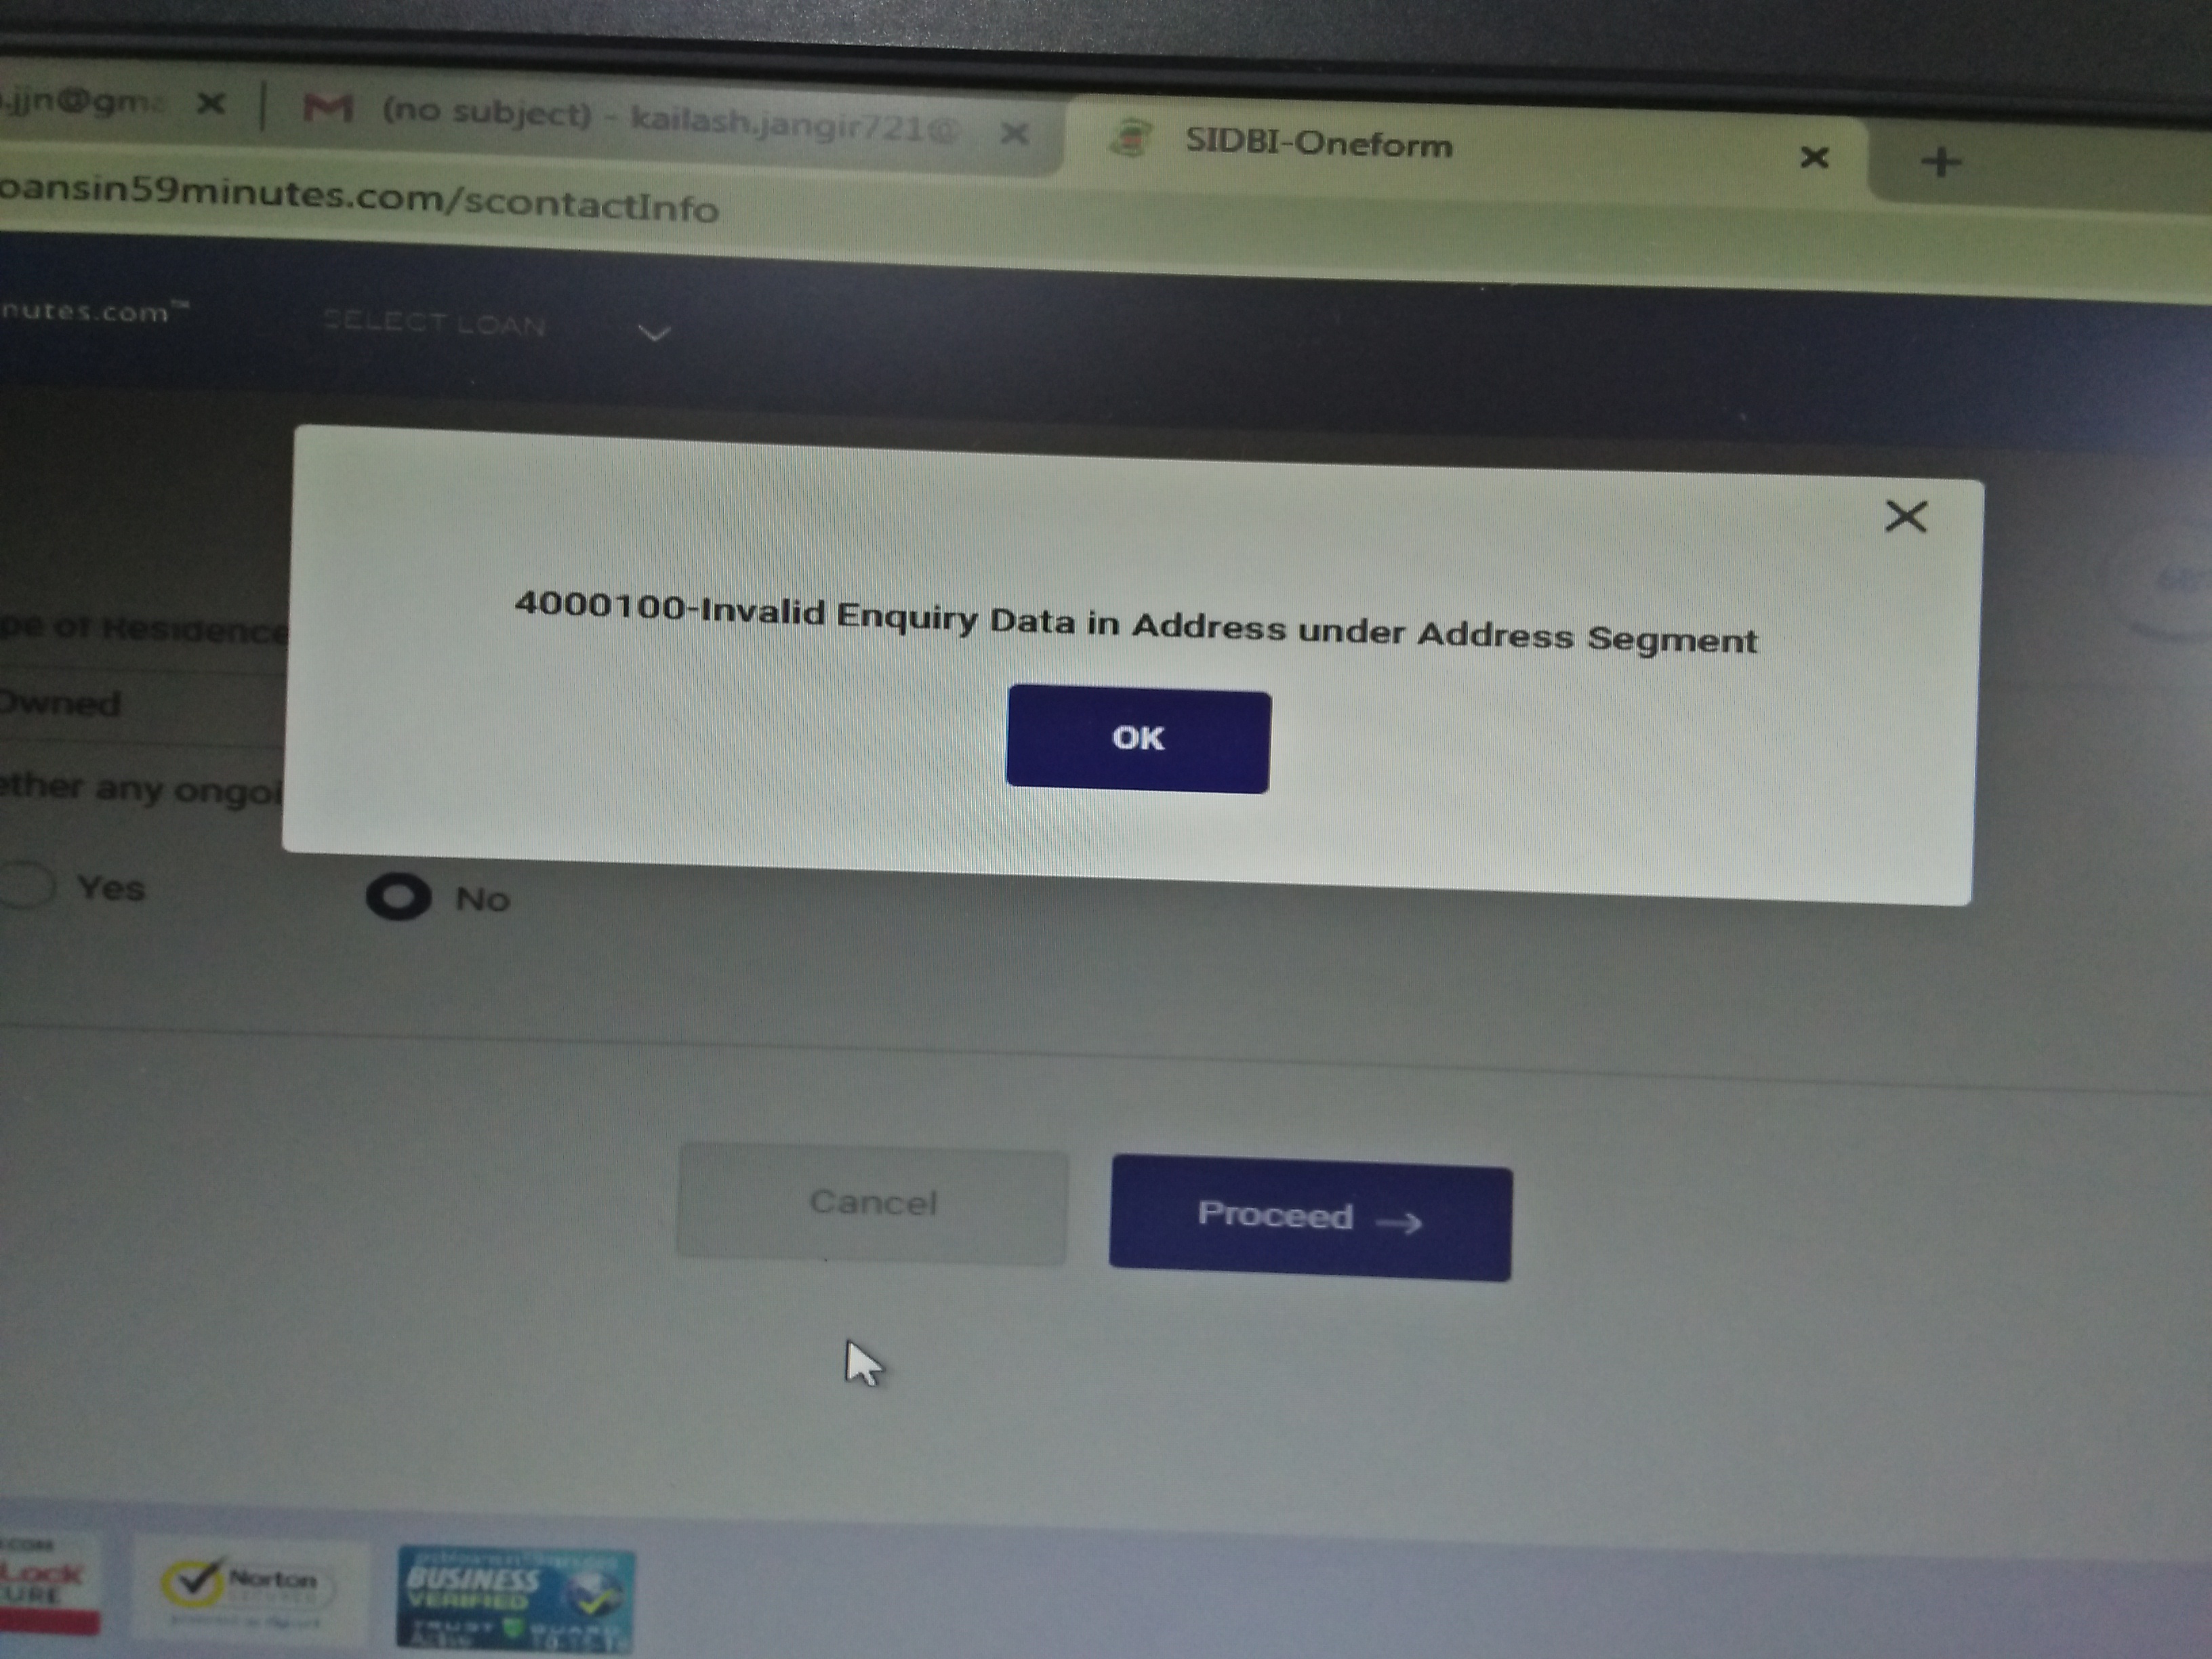 .jjn@gma
(no subject) - kailash.jangir721@
SIDBI-Oneform
oansin59minutes.com/scontactInfo
nutes.com™
SELECT LOAN
4000100-Invalid Enquiry Data in Address under Address Segment
OK
pe of Residence
Owned
ether any ongoi
Yes
No
Cancel
Proceed
.COM
Lock
URE
Norton
BUSINESS
VERIFIED
TRUST GUARD